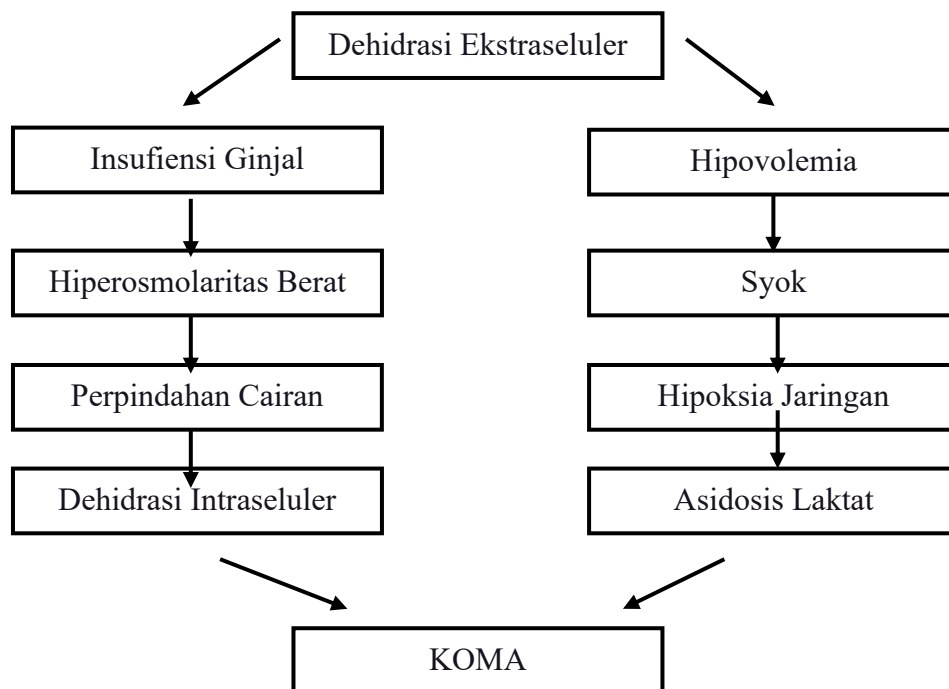 Dehidrasi Ekstraseluler
Insufiensi Ginjal
Hipovolemia
Hiperosmolaritas Berat
Syok
Perpindahan Cairan
Hipoksia Jaringan
Dehidrasi Intraseluler
Asidosis Laktat
KOMA